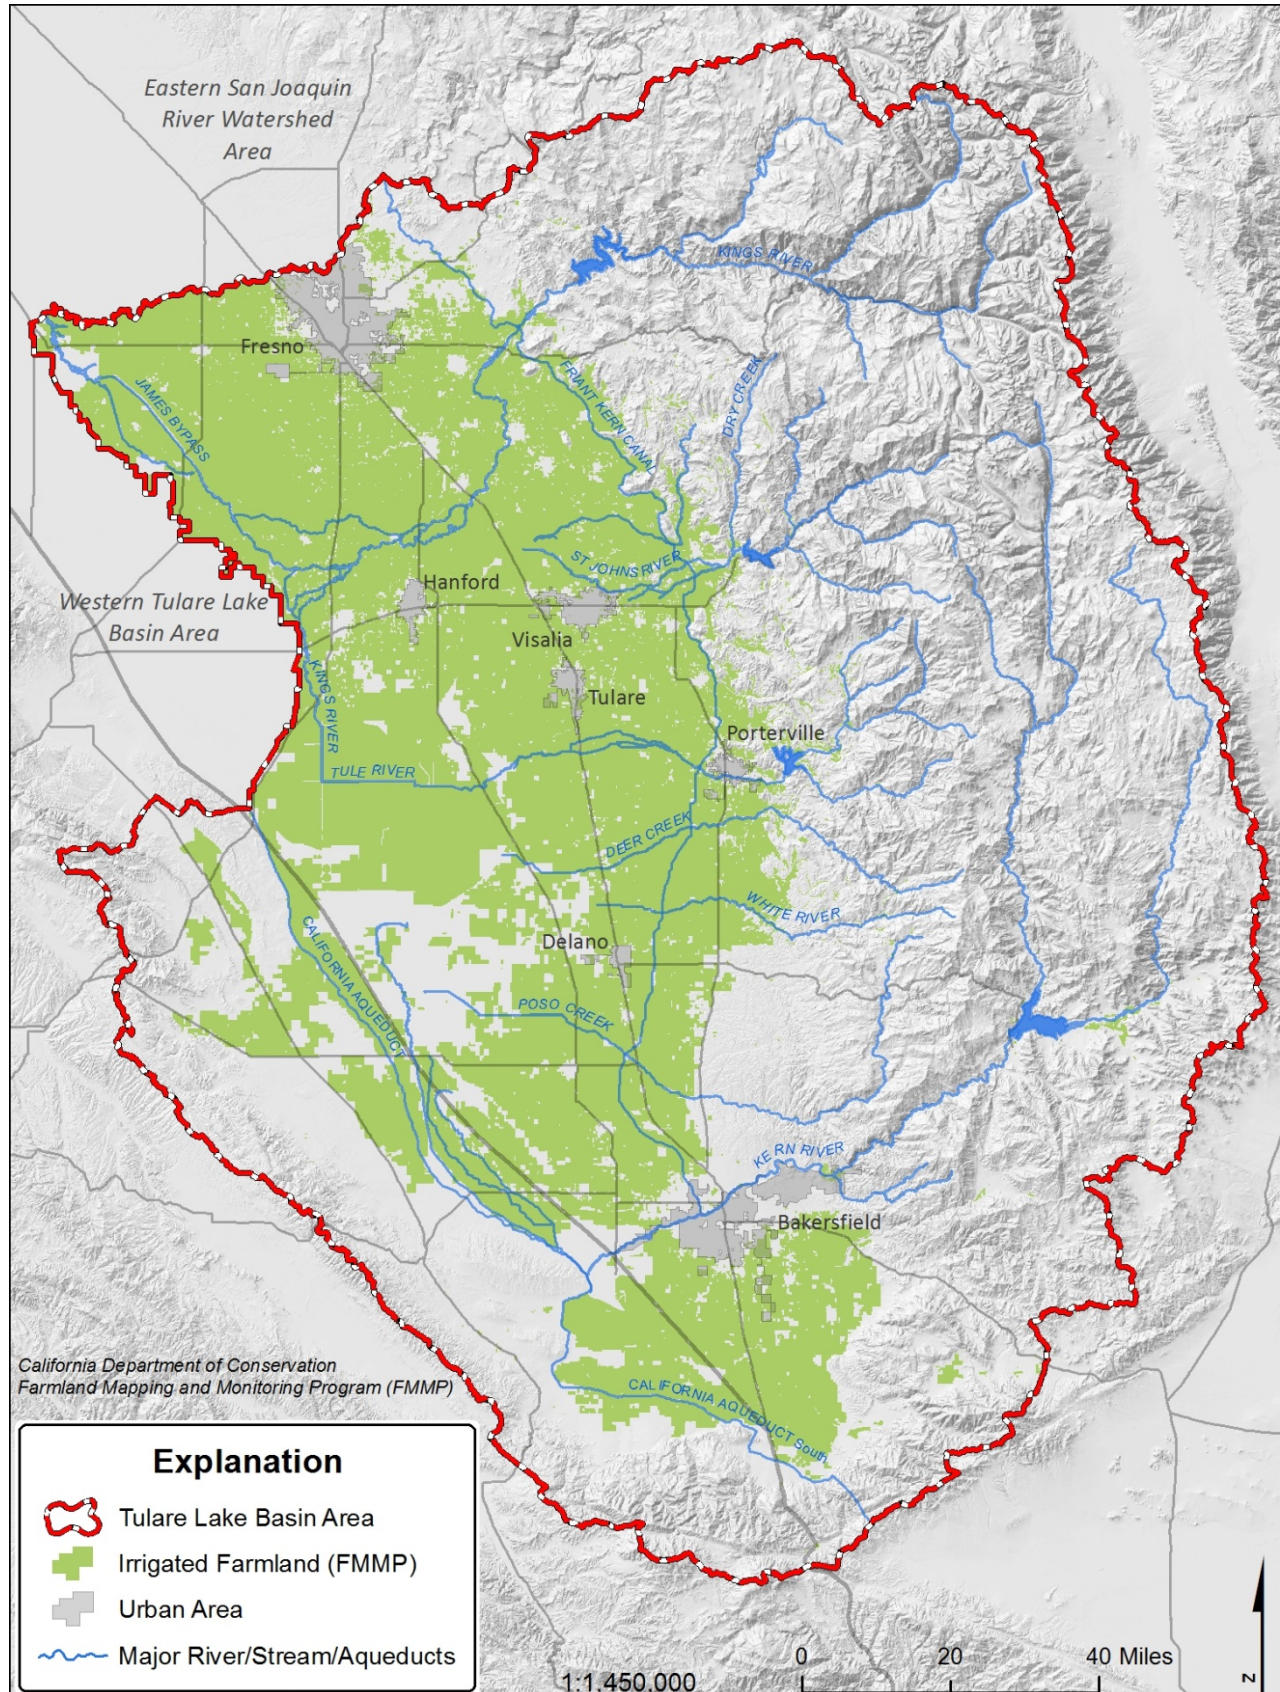 Eastern San Joaquin
River Watershed
Area
KINGS RIVER
Fresno
FRIANT KERN CANAL
DRY CREEK
JAMES BYPASS
ST JOHNS RIVER
Hanford
Western Tulare Lake
Basin Area
Visalia
KINGS RIVER
Tulare
Porterville
TULE RIVER
DEER CREEK
WHITE RIVER
CALIFORNIA AQUEDUCT
Delano
POSO CREEK
KE RN RIVER
Bakersfield
California Department of Conservation
Farmland Mapping and Monitoring Program (FMMP)
CALIFORNIA AQUEDUCT South
Explanation
Tulare Lake Basin Area
Irrigated Farmland (FMMP)
Urban Area
Major River/Stream/Aqueducts
0 20 40 Miles
1:1,450,000
N